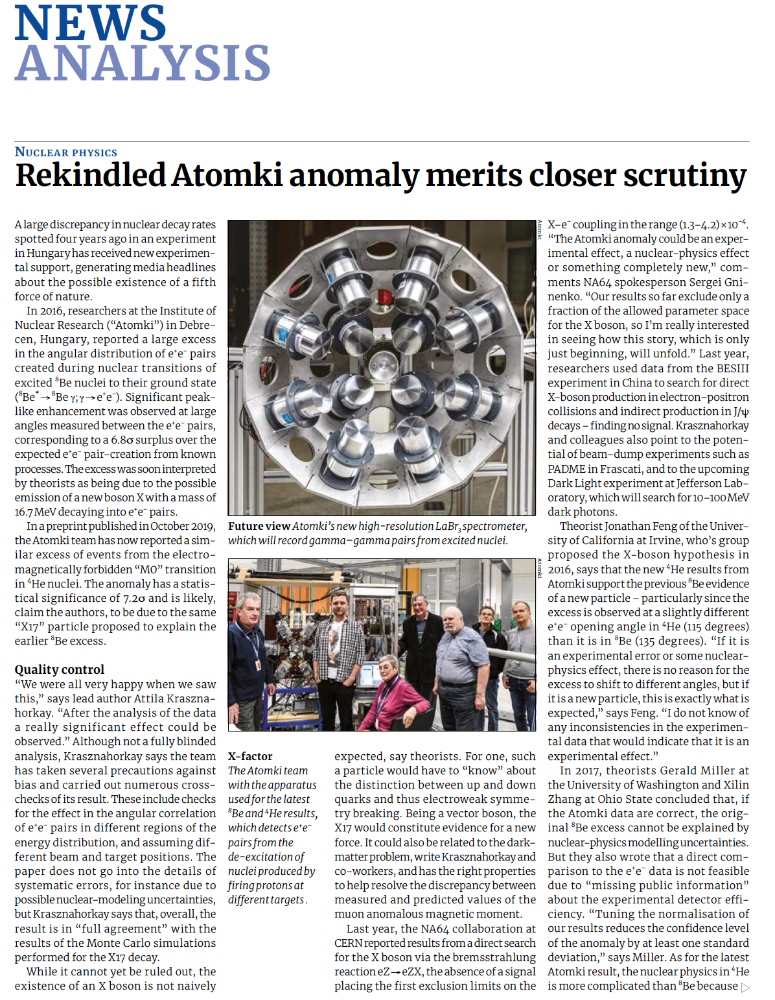 NEWS
ANALYSIS
Nuclear physics
Rekindled Atomki anomaly merits closer scrutiny
A large discrepancy in nuclear decay rates
spotted four years ago in an experiment
in Hungary has received new experimen-
tal support, generating media headlines
about the possible existence of a fifth
force of nature.
In 2016, researchers at the Institute of
Nuclear Research (“Atomki”) in Debre-
cen, Hungary, reported a large excess
in the angular distribution of e⁺e⁻ pairs
created during nuclear transitions of
excited ⁸Be nuclei to their ground state
(⁸Be*→⁸Be γ; γ→e⁺e⁻). Significant peak-
like enhancement was observed at large
angles measured between the e⁺e⁻ pairs,
corresponding to a 6.8σ surplus over the
expected e⁺e⁻ pair-creation from known
processes. The excess was soon interpreted
by theorists as being due to the possible
emission of a new boson X with a mass of
16.7 MeV decaying into e⁺e⁻ pairs.
In a preprint published in October 2019,
the Atomki team has now reported a sim-
ilar excess of events from the electro-
magnetically forbidden “M0” transition
in ⁴He nuclei. The anomaly has a statis-
tical significance of 7.2σ and is likely,
claim the authors, to be due to the same
“X17” particle proposed to explain the
earlier ⁸Be excess.
Quality control
“We were all very happy when we saw
this,” says lead author Attila Kraszna-
horkay. “After the analysis of the data
a really significant effect could be
observed.” Although not a fully blinded
analysis, Krasznahorkay says the team
has taken several precautions against
bias and carried out numerous cross-
checks of its result. These include checks
for the effect in the angular correlation
of e⁺e⁻ pairs in different regions of the
energy distribution, and assuming dif-
ferent beam and target positions. The
paper does not go into the details of
systematic errors, for instance due to
possible nuclear-modeling uncertainties,
but Krasznahorkay says that, overall, the
result is in “full agreement” with the
results of the Monte Carlo simulations
performed for the X17 decay.
While it cannot yet be ruled out, the
existence of an X boson is not naively
Atomki
Future view Atomki’s new high-resolution LaBr₃ spectrometer,
which will record gamma–gamma pairs from excited nuclei.
Atomki
X-factor
The Atomki team
with the apparatus
used for the latest
⁸Be and ⁴He results,
which detects e⁺e⁻
pairs from the
de-excitation of
nuclei produced by
firing protons at
different targets.
expected, say theorists. For one, such
a particle would have to “know” about
the distinction between up and down
quarks and thus electroweak symme-
try breaking. Being a vector boson, the
X17 would constitute evidence for a new
force. It could also be related to the dark-
matter problem, write Krasznahorkay and
co-workers, and has the right properties
to help resolve the discrepancy between
measured and predicted values of the
muon anomalous magnetic moment.
Last year, the NA64 collaboration at
CERN reported results from a direct search
for the X boson via the bremsstrahlung
reaction eZ→eZX, the absence of a signal
placing the first exclusion limits on the
X–e⁻ coupling in the range (1.3–4.2)×10⁻⁴.
“The Atomki anomaly could be an exper-
imental effect, a nuclear-physics effect
or something completely new,” com-
ments NA64 spokesperson Sergei Gni-
nenko. “Our results so far exclude only a
fraction of the allowed parameter space
for the X boson, so I’m really interested
in seeing how this story, which is only
just beginning, will unfold.” Last year,
researchers used data from the BESIII
experiment in China to search for direct
X-boson production in electron–positron
collisions and indirect production in J/ψ
decays – finding no signal. Krasznahorkay
and colleagues also point to the poten-
tial of beam-dump experiments such as
PADME in Frascati, and to the upcoming
Dark Light experiment at Jefferson Lab-
oratory, which will search for 10–100 MeV
dark photons.
Theorist Jonathan Feng of the Univer-
sity of California at Irvine, who’s group
proposed the X-boson hypothesis in
2016, says that the new ⁴He results from
Atomki support the previous ⁸Be evidence
of a new particle – particularly since the
excess is observed at a slightly different
e⁺e⁻ opening angle in ⁴He (115 degrees)
than it is in ⁸Be (135 degrees). “If it is
an experimental error or some nuclear-
physics effect, there is no reason for the
excess to shift to different angles, but if
it is a new particle, this is exactly what is
expected,” says Feng. “I do not know of
any inconsistencies in the experimen-
tal data that would indicate that it is an
experimental effect.”
In 2017, theorists Gerald Miller at
the University of Washington and Xilin
Zhang at Ohio State concluded that, if
the Atomki data are correct, the orig-
inal ⁸Be excess cannot be explained by
nuclear-physics modelling uncertainties.
But they also wrote that a direct com-
parison to the e⁺e⁻ data is not feasible
due to “missing public information”
about the experimental detector effi-
ciency. “Tuning the normalisation of
our results reduces the confidence level
of the anomaly by at least one standard
deviation,” says Miller. As for the latest
Atomki result, the nuclear physics in ⁴He
is more complicated than ⁸Be because ▷